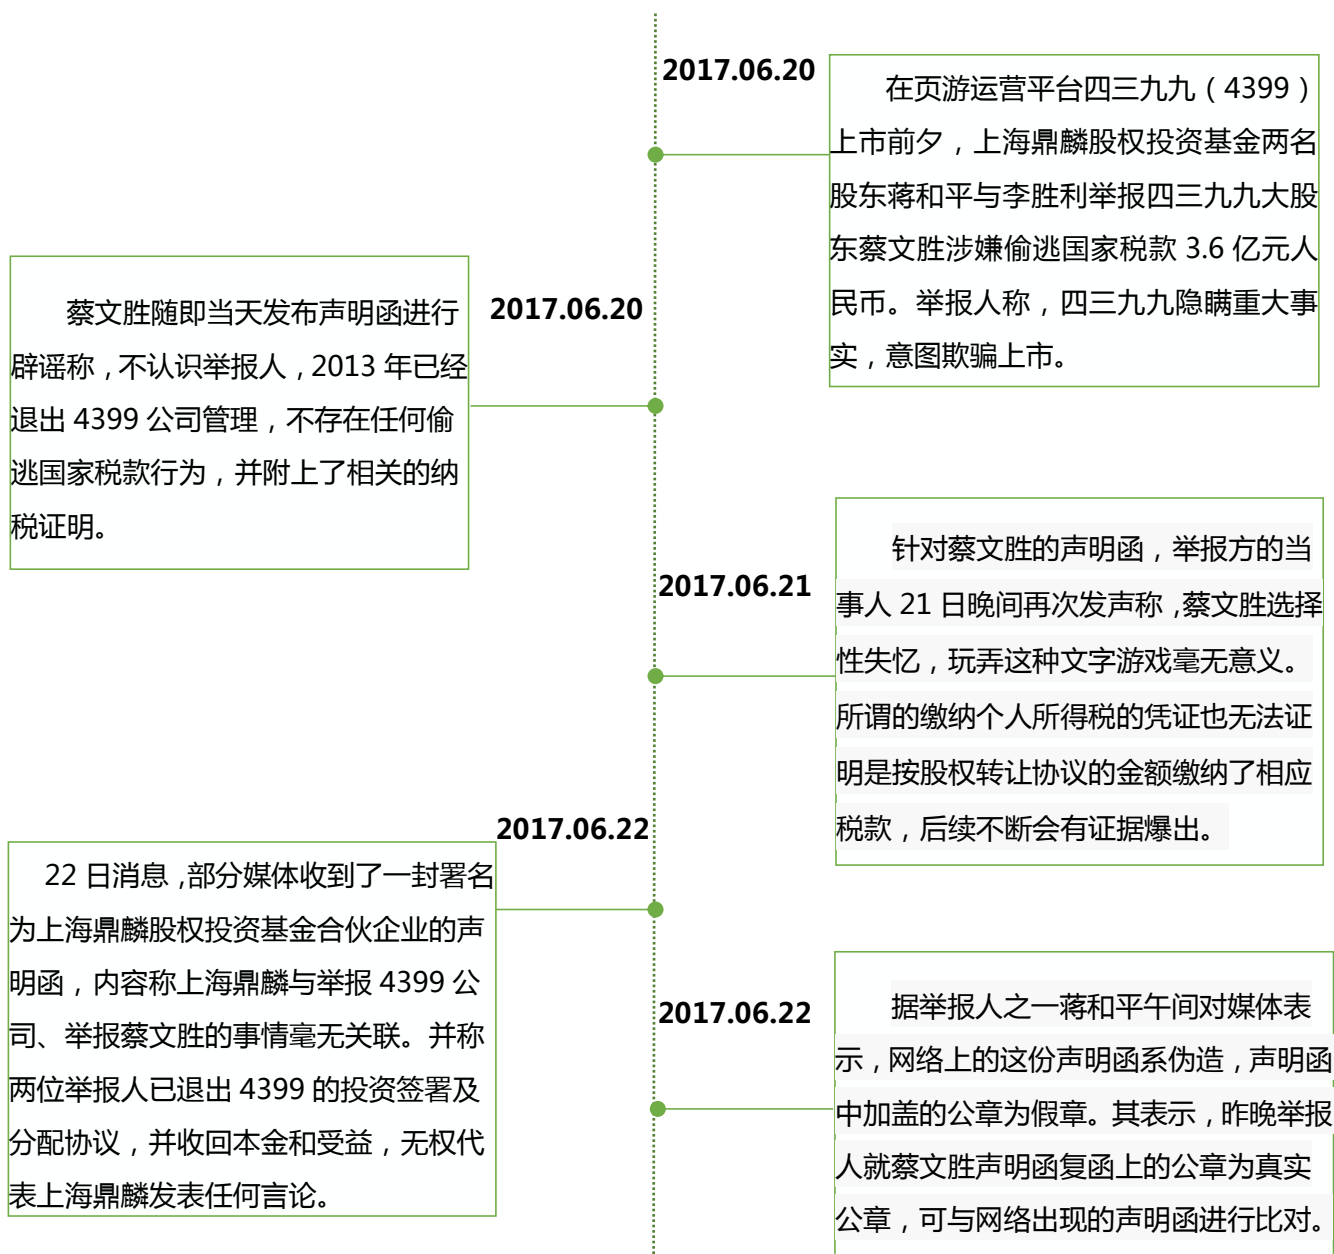 2017.06.20
在页游运营平台四三九九（4399）
上市前夕，上海鼎麟股权投资基金两名
股东蒋和平与李胜利举报四三九九大股
东蔡文胜涉嫌偷逃国家税款 3.6 亿元人
民币。举报人称，四三九九隐瞒重大事
实，意图欺骗上市。
2017.06.20
蔡文胜随即当天发布声明函进行
辟谣称，不认识举报人，2013 年已经
退出 4399 公司管理，不存在任何偷
逃国家税款行为，并附上了相关的纳
税证明。
2017.06.21
针对蔡文胜的声明函，举报方的当
事人 21 日晚间再次发声称，蔡文胜选择
性失忆，玩弄这种文字游戏毫无意义。
所谓的缴纳个人所得税的凭证也无法证
明是按股权转让协议的金额缴纳了相应
税款，后续不断会有证据爆出。
2017.06.22
22 日消息，部分媒体收到了一封署名
为上海鼎麟股权投资基金合伙企业的声
明函，内容称上海鼎麟与举报 4399 公
司、举报蔡文胜的事情毫无关联。并称
两位举报人已退出 4399 的投资签署及
分配协议，并收回本金和受益，无权代
表上海鼎麟发表任何言论。
2017.06.22
据举报人之一蒋和平午间对媒体表
示，网络上的这份声明函系伪造，声明函
中加盖的公章为假章。其表示，昨晚举报
人就蔡文胜声明函复函上的公章为真实
公章，可与网络出现的声明函进行比对。